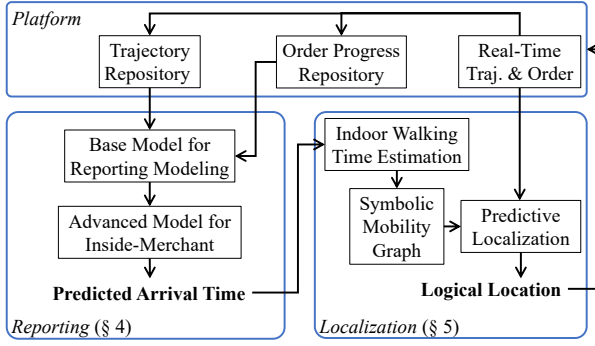 Platform
Trajectory
Repository
Order Progress
Repository
Real-Time
Traj. & Order
Base Model for
Reporting Modeling
Advanced Model for
Inside-Merchant
Predicted Arrival Time
Reporting (§ 4)
Indoor Walking
Time Estimation
Symbolic
Mobility
Graph
Predictive
Localization
Logical Location
Localization (§ 5)